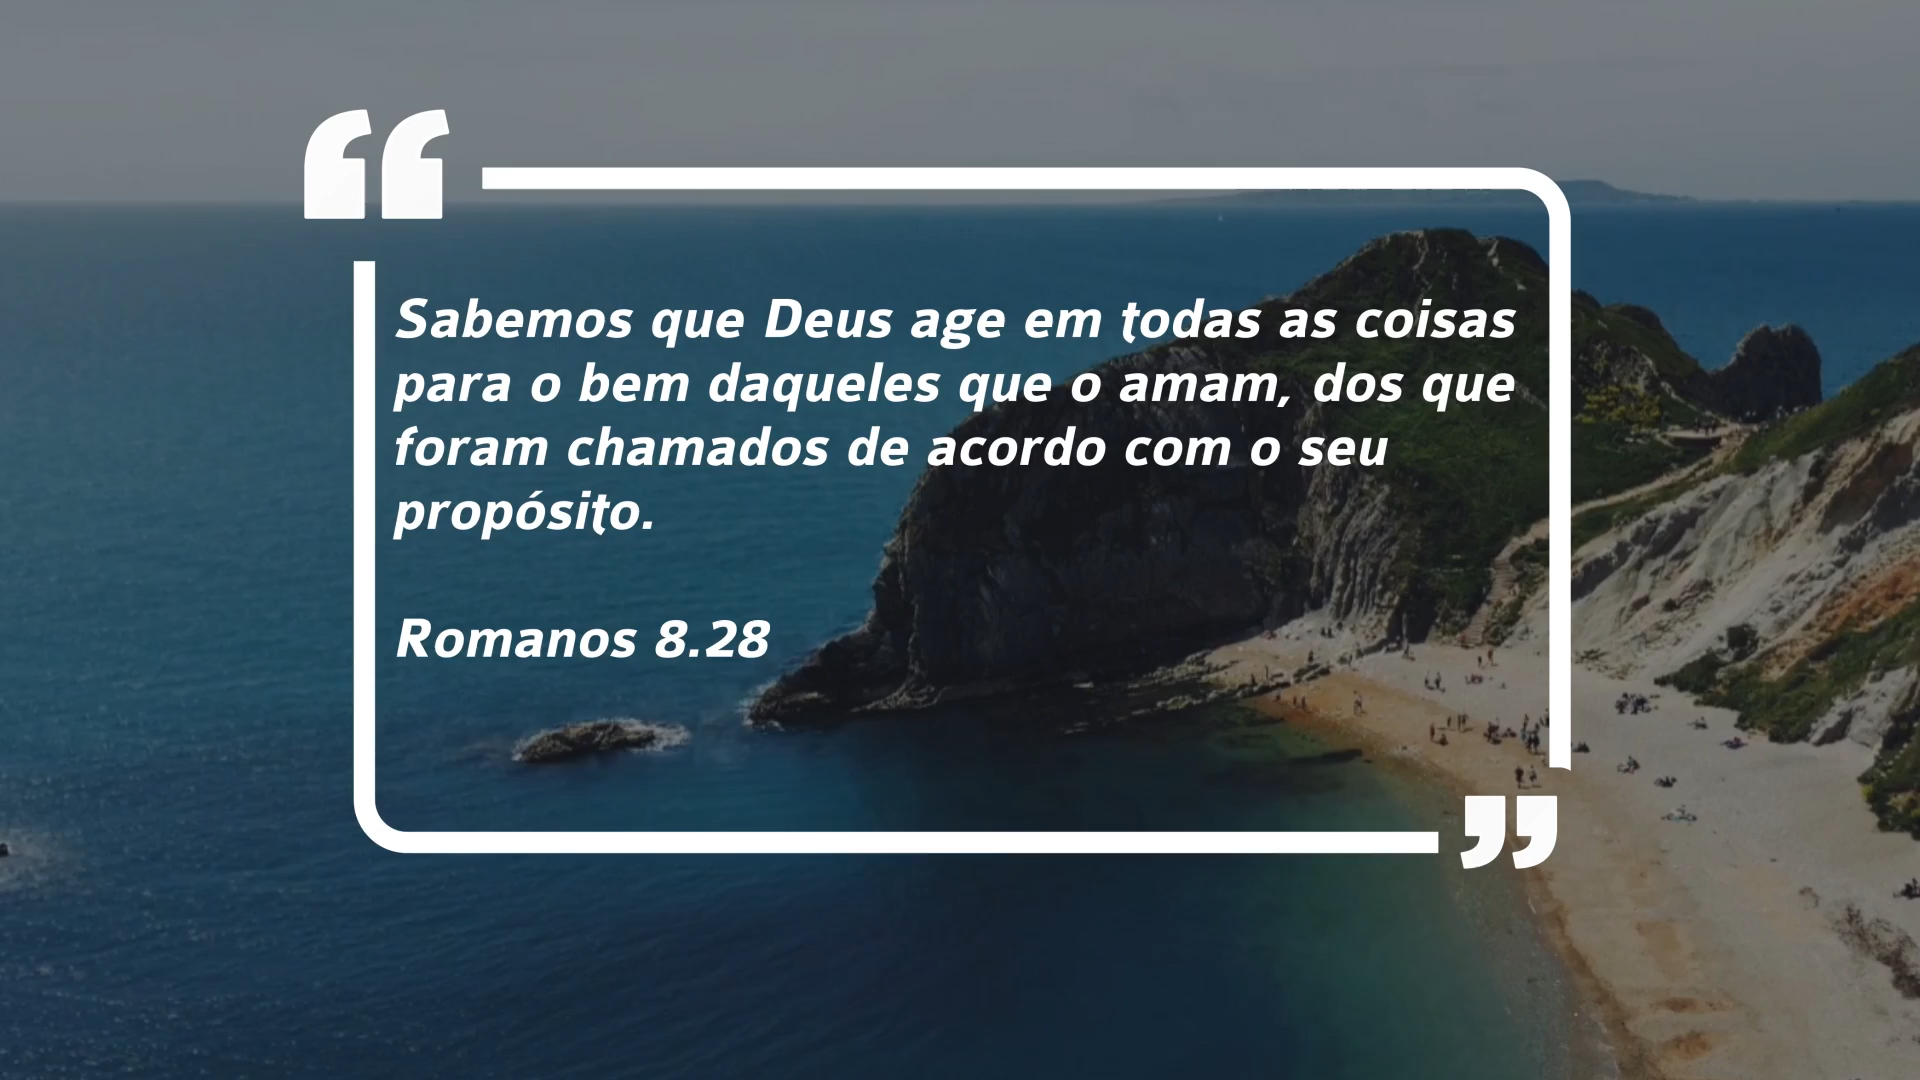 Sabemos que Deus age em todas as coisas
para o bem daqueles que o amam, dos que
foram chamados de acordo com o seu
propósito.
Romanos 8.28